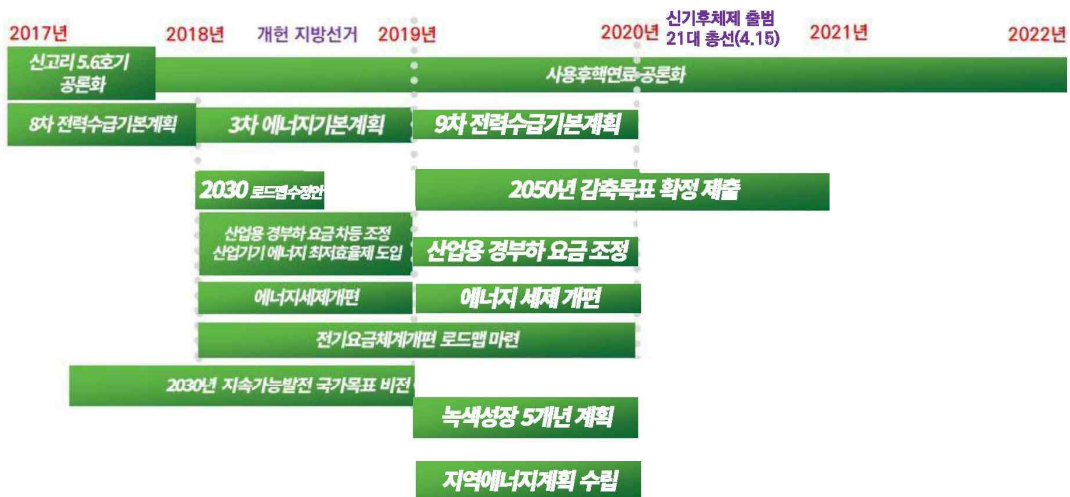 신기후체제 출범
2017년 2018년 개헌 지방선거 2019년 2020년 21대 총선(4.15) 2021년 2022년
신고리 5.6호기
공론화
사용후핵연료 공론화
8차 전력수급기본계획 3차 에너지기본계획 9차 전력수급기본계획
2030 로드맵수정안 2050년 감축목표 확정 제출
산업용 경부하 요금 차등 조정
산업기기 에너지 최저효율제 도입
산업용 경부하 요금 조정
에너지세제개편 에너지 세제 개편
전기요금체계개편 로드맵 마련
2030년 지속가능발전 국가목표 비전
녹색성장 5개년 계획
지역에너지계획 수립